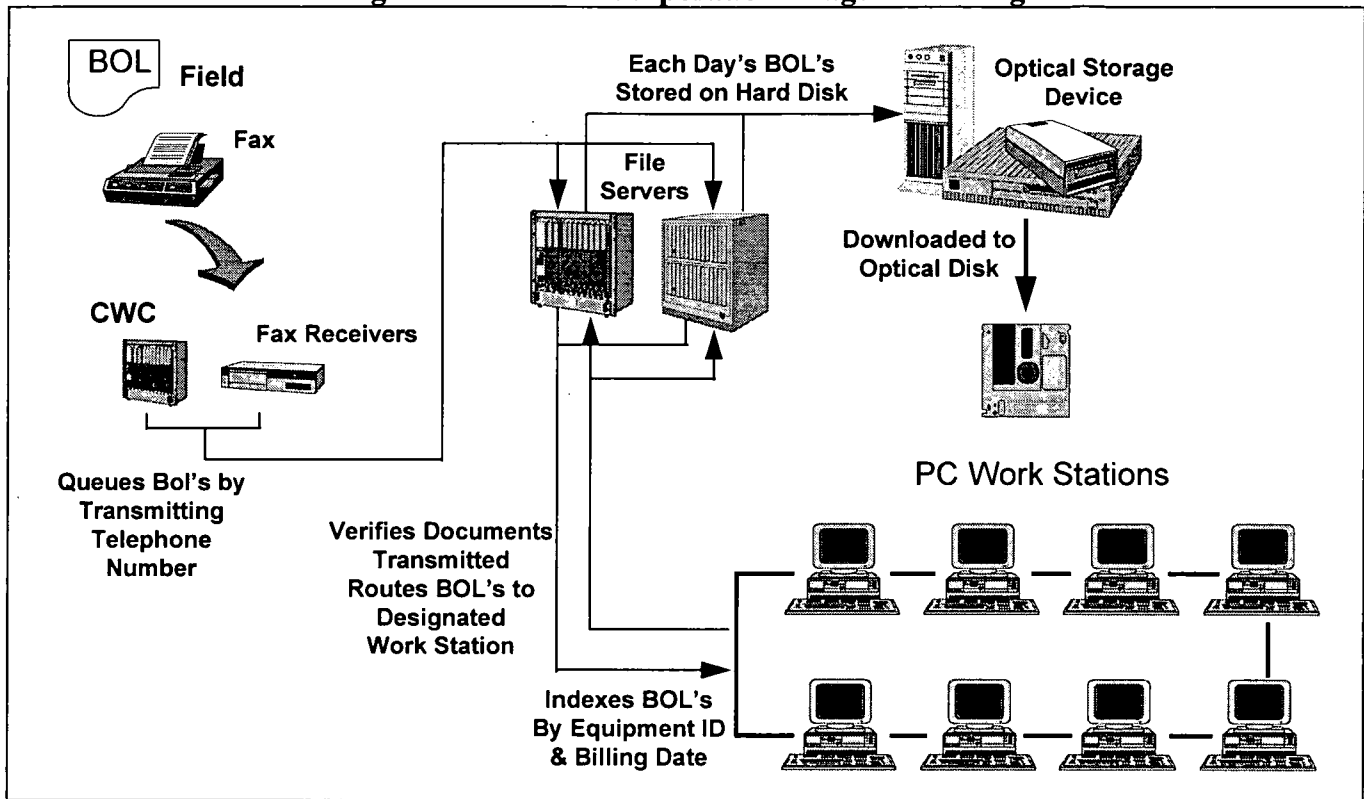 BOL
Field
Fax
CWC
Fax Receivers
Queues Bol's by
Transmitting
Telephone
Number
Each Day's BOL's
Stored on Hard Disk
File
Servers
Optical Storage
Device
Downloaded to
Optical Disk
Verifies Documents
Transmitted
Routes BOL's to
Designated
Work Station
Indexes BOL's
By Equipment ID
& Billing Date
PC Work Stations